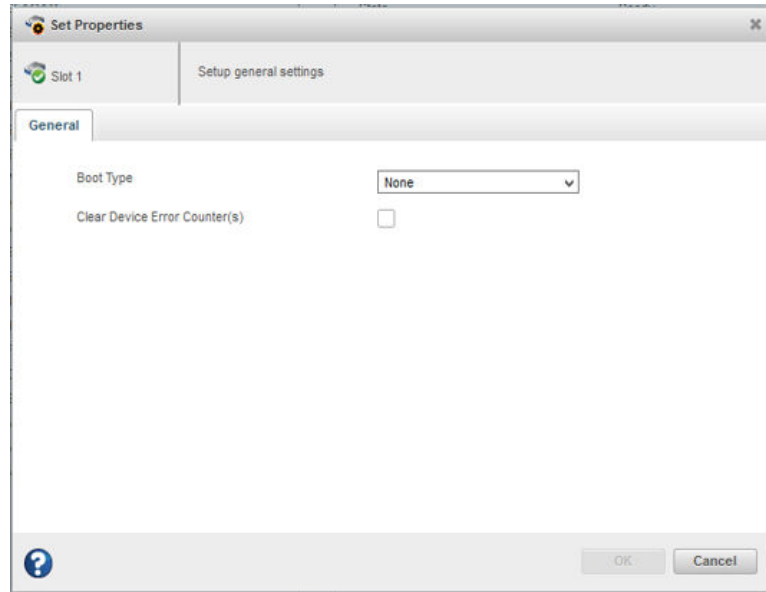 Set Properties
Slot 1
Setup general settings
General
Boot Type
None
Clear Device Error Counter(s)
?
OK
Cancel